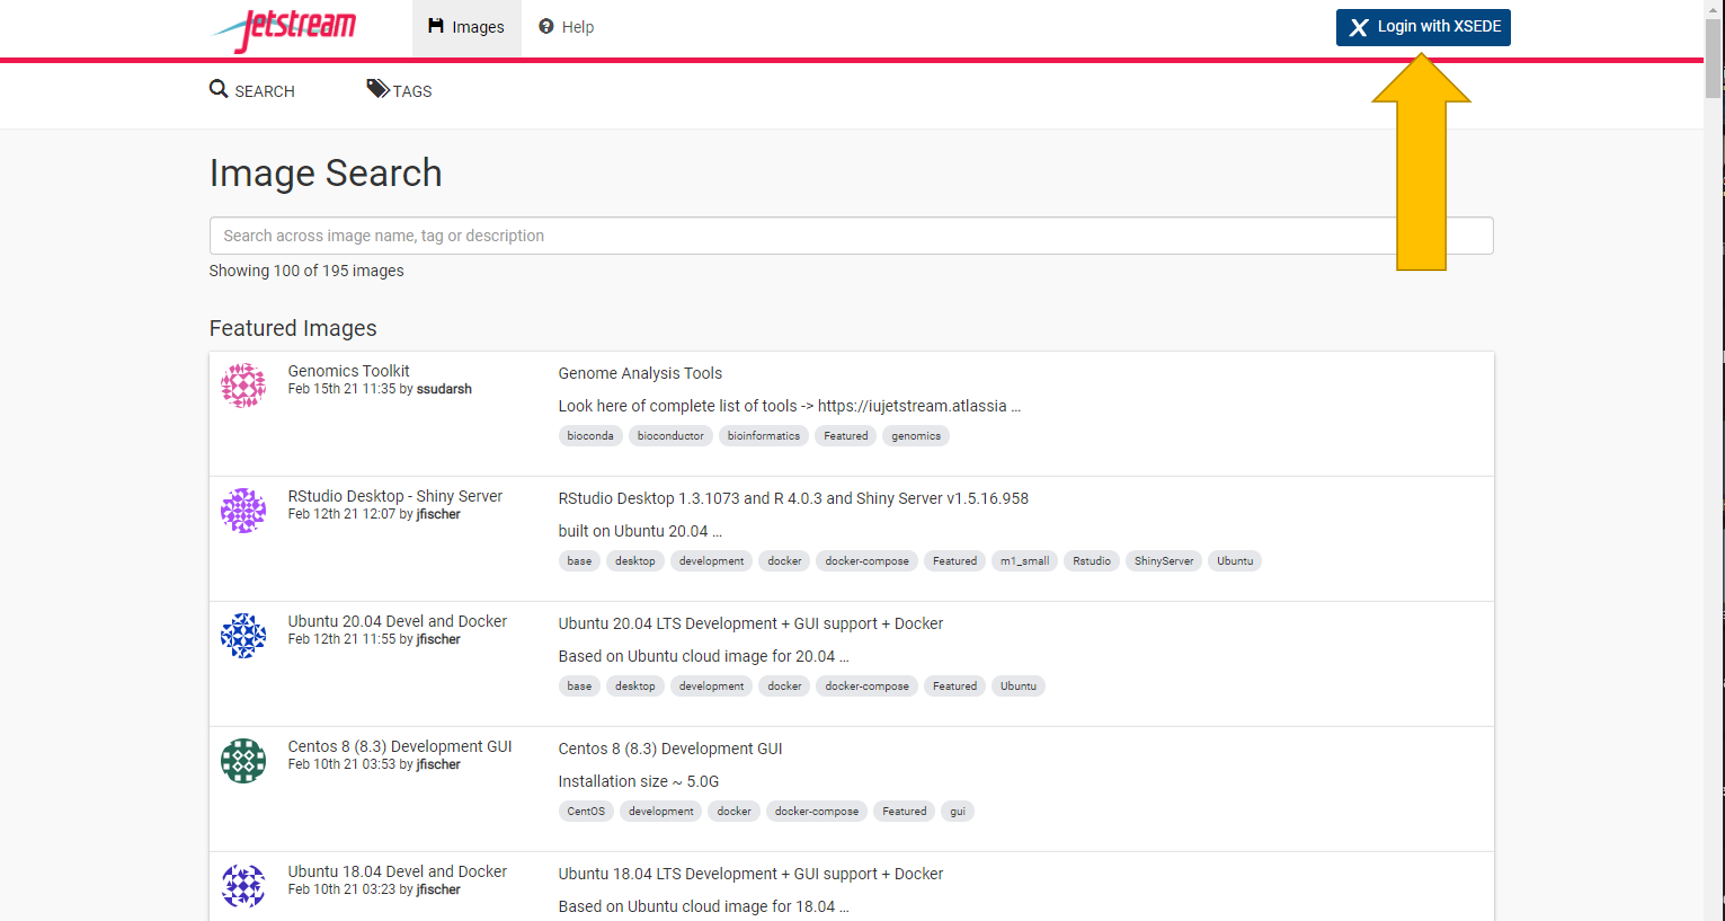 Jetstream
Images
Help
Login with XSEDE
SEARCH
TAGS
Image Search
Search across image name, tag or description
Showing 100 of 195 images
Featured Images
Genomics Toolkit
Feb 15th 21 11:35 by ssudarsh
Genome Analysis Tools
Look here of complete list of tools -> https://iujetstream.atlassia ...
bioconda bioconductor bioinformatics Featured genomics
RStudio Desktop - Shiny Server
Feb 12th 21 12:07 by jfischer
RStudio Desktop 1.3.1073 and R 4.0.3 and Shiny Server v1.5.16.958
built on Ubuntu 20.04 ...
base desktop development docker docker-compose Featured m1_small Rstudio ShinyServer Ubuntu
Ubuntu 20.04 Devel and Docker
Feb 12th 21 11:55 by jfischer
Ubuntu 20.04 LTS Development + GUI support + Docker
Based on Ubuntu cloud image for 20.04 ...
base desktop development docker docker-compose Featured Ubuntu
Centos 8 (8.3) Development GUI
Feb 10th 21 03:53 by jfischer
Centos 8 (8.3) Development GUI
Installation size ~ 5.0G
CentOS development docker docker-compose Featured gui
Ubuntu 18.04 Devel and Docker
Feb 10th 21 03:23 by jfischer
Ubuntu 18.04 LTS Development + GUI support + Docker
Based on Ubuntu cloud image for 18.04 ...